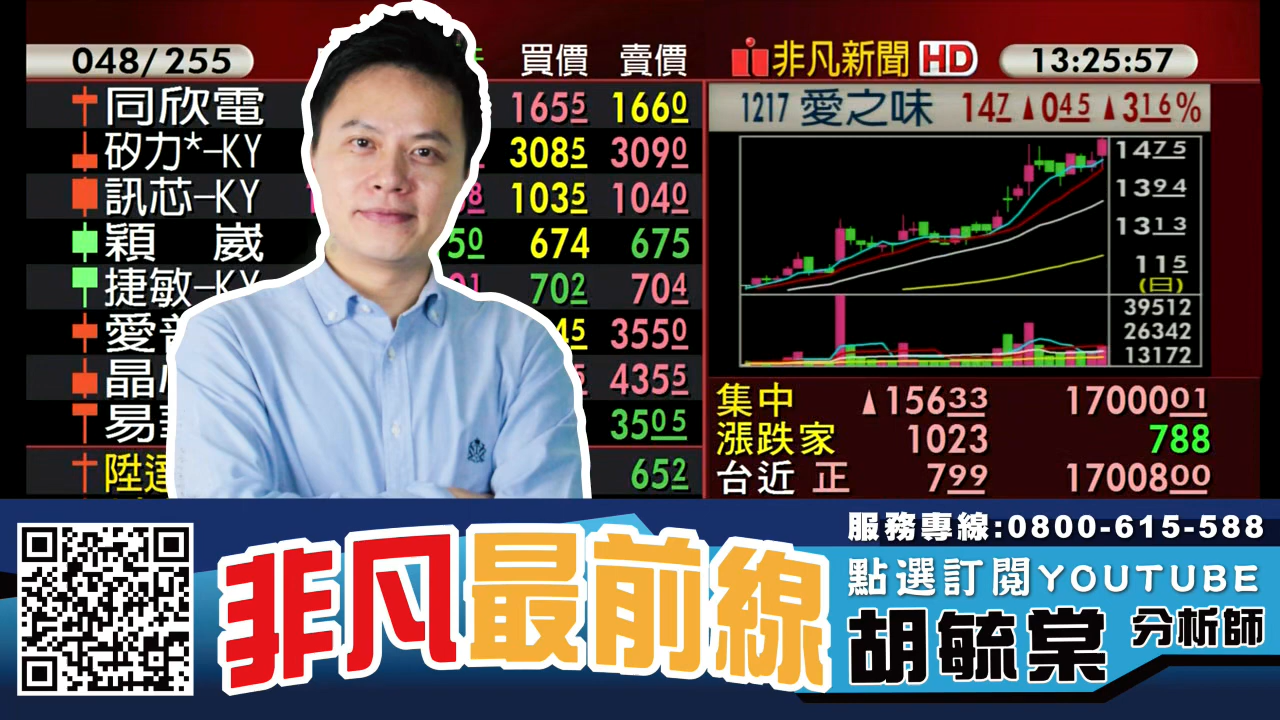 048/255
買價 賣價
同欣電 165⁵ 166⁰
矽力*-KY 308⁵ 309⁰
訊芯-KY 103⁵ 104⁰
穎崴 674 675
捷敏-KY 70² 70⁴
355⁰
435⁵
35⁰⁵
65²
非凡新聞 HD 13:25:57
1217 愛之味 14⁷ ▲0⁴⁵ ▲3¹⁶%
14⁷⁵
13⁹⁴
13¹³
11⁵
(日)
39512
26342
13172
集中 ▲156³³ 17000⁰¹
漲跌家 1023 788
台近 正 7⁹⁹ 17008⁰⁰
非凡最前線
服務專線:0800-615-588
點選訂閱YOUTUBE
胡毓棠 分析師